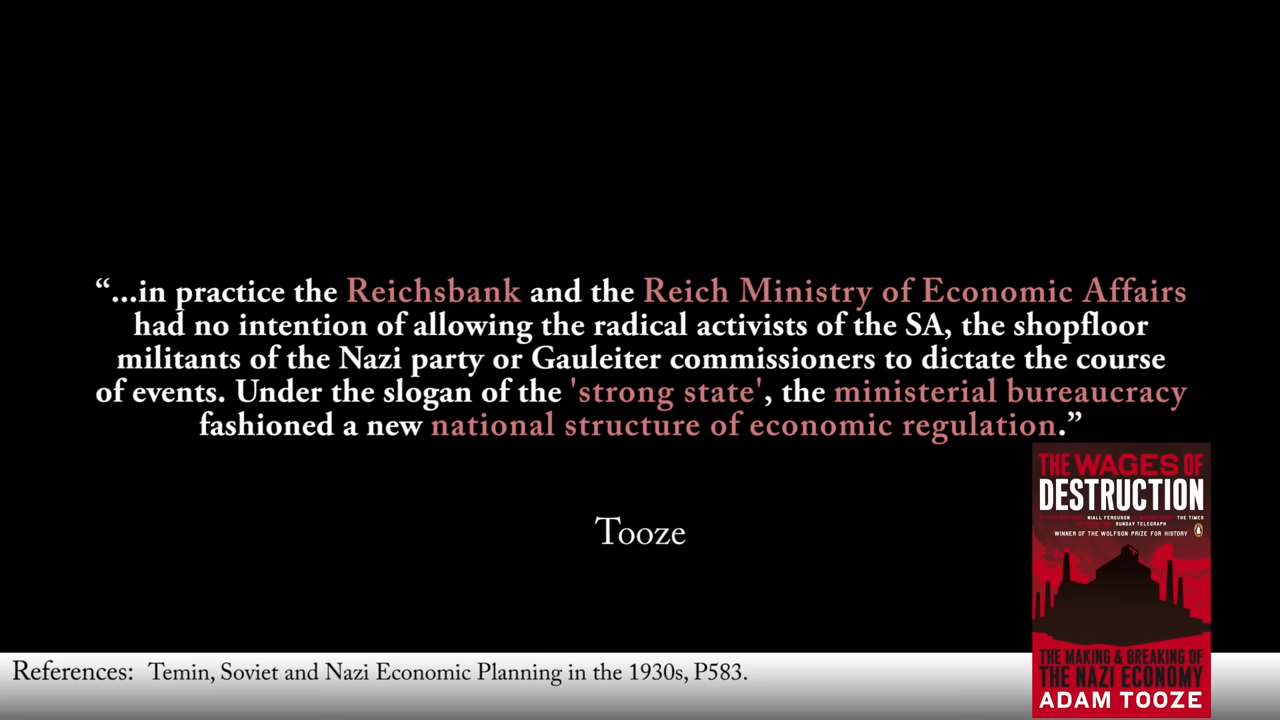 “...in practice the Reichsbank and the Reich Ministry of Economic Affairs
had no intention of allowing the radical activists of the SA, the shopfloor
militants of the Nazi party or Gauleiter commissioners to dictate the course
of events. Under the slogan of the 'strong state', the ministerial bureaucracy
fashioned a new national structure of economic regulation.”
Tooze
THE WAGES OF
DESTRUCTION
NIALL FERGUSON
THE TIMES
SUNDAY TELEGRAPH
WINNER OF THE WOLFSON PRIZE FOR HISTORY
THE MAKING & BREAKING OF
THE NAZI ECONOMY
ADAM TOOZE
References: Temin, Soviet and Nazi Economic Planning in the 1930s, P583.